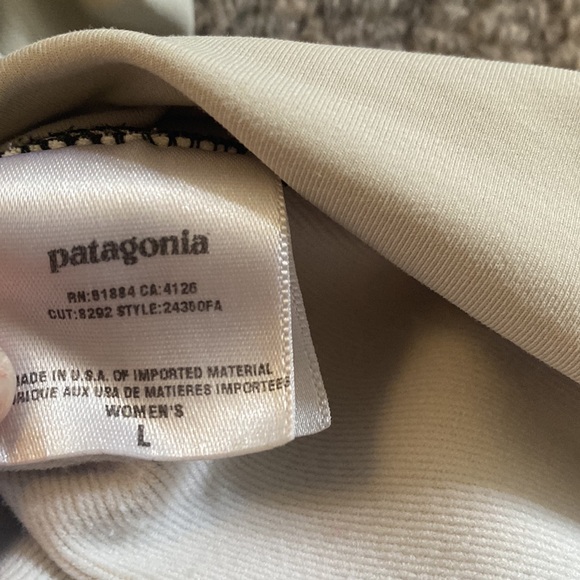 patagonia
RN:51884 CA:4126
CUT:8292 STYLE:24350FA
MADE IN U.S.A. OF IMPORTED MATERIAL
AUX USA DE MATIERES IMPORTEES
WOMEN'S
L